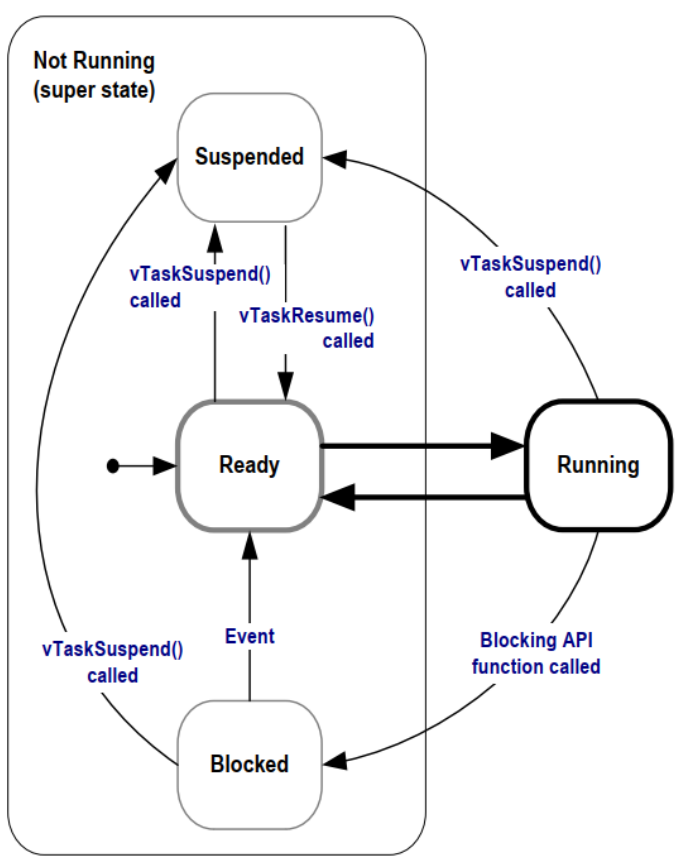 Not Running
(super state)
Suspended
vTaskSuspend()
called
vTaskResume()
called
vTaskSuspend()
called
Ready
Running
vTaskSuspend()
called
Event
Blocking API
function called
Blocked